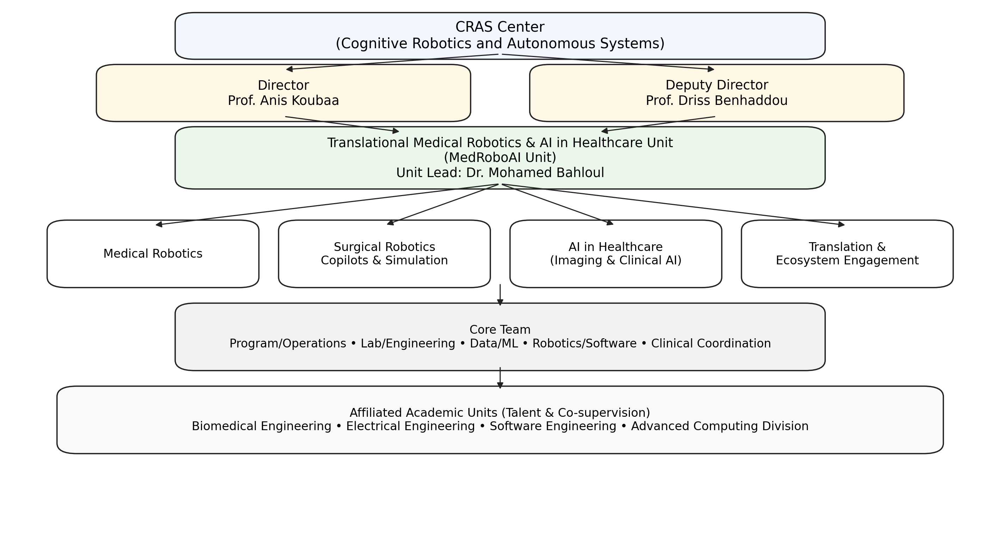 CRAS Center
(Cognitive Robotics and Autonomous Systems)
Director
Prof. Anis Koubaa
Deputy Director
Prof. Driss Benhaddou
Translational Medical Robotics & AI in Healthcare Unit
(MedRoboAI Unit)
Unit Lead: Dr. Mohamed Bahloul
Medical Robotics
Surgical Robotics
Copilots & Simulation
AI in Healthcare
(Imaging & Clinical AI)
Translation &
Ecosystem Engagement
Core Team
Program/Operations • Lab/Engineering • Data/ML • Robotics/Software • Clinical Coordination
Affiliated Academic Units (Talent & Co-supervision)
Biomedical Engineering • Electrical Engineering • Software Engineering • Advanced Computing Division